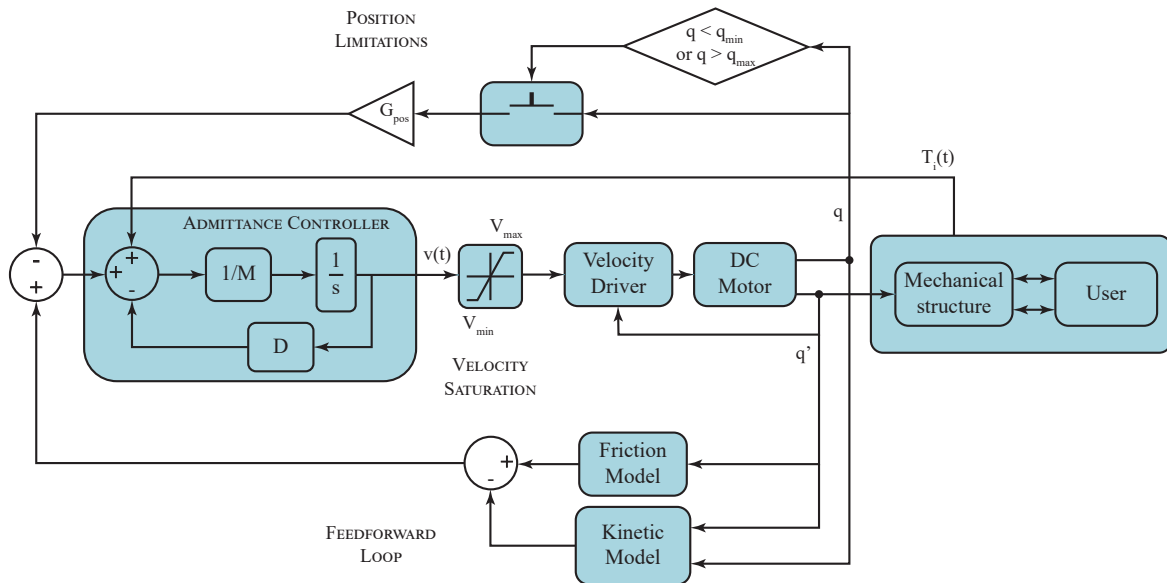 POSITION
LIMITATIONS
q < qmin
or q > qmax
Gpos
Ti(t)
q
ADMITTANCE CONTROLLER
-
+
+
+
-
1/M
1
s
D
v(t)
Vmax
Vmin
VELOCITY
SATURATION
Velocity
Driver
DC
Motor
q’
Mechanical
structure
User
+
-
Friction
Model
Kinetic
Model
FEEDFORWARD
LOOP